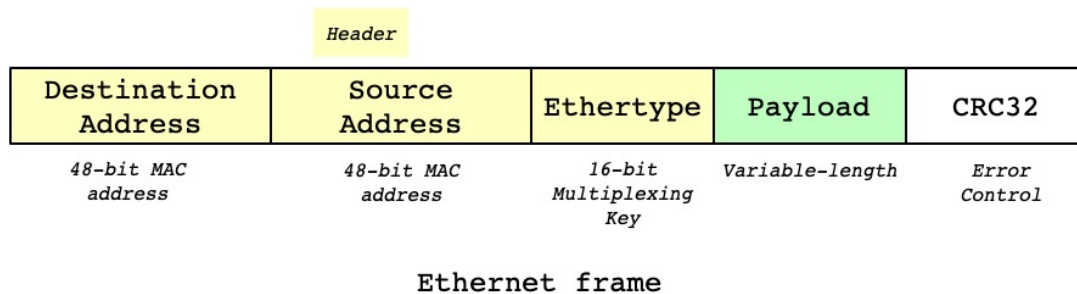 Header
Destination Address
Source Address
Ethertype
Payload
CRC32
48-bit MAC address
48-bit MAC address
16-bit Multiplexing Key
Variable-length
Error Control
Ethernet frame